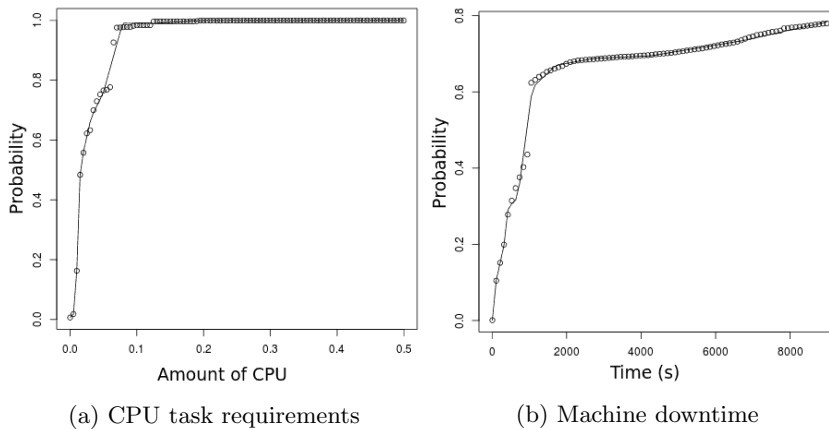 Probability
1.0
0.8
0.6
0.4
0.2
0.0
0.0 0.1 0.2 0.3 0.4 0.5
Amount of CPU
(a) CPU task requirements
Probability
0.8
0.6
0.4
0.2
0.0
0 2000 4000 6000 8000
Time (s)
(b) Machine downtime